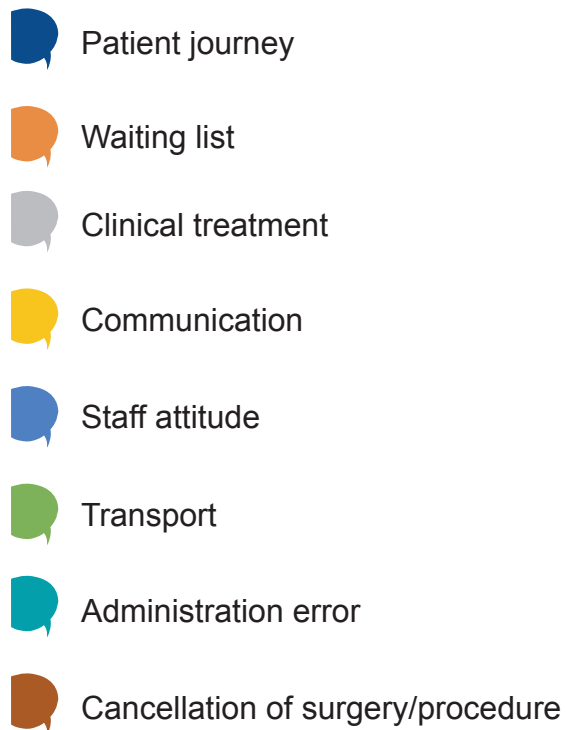 Patient journey
Waiting list
Clinical treatment
Communication
Staff attitude
Transport
Administration error
Cancellation of surgery/procedure